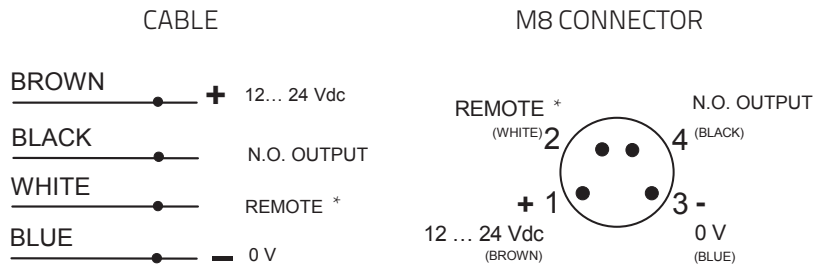 CABLE
BROWN
+ 12… 24 Vdc
BLACK
N.O. OUTPUT
WHITE
REMOTE *
BLUE
– 0 V
M8 CONNECTOR
REMOTE *
(WHITE) 2
N.O. OUTPUT
4 (BLACK)
+ 1
12 … 24 Vdc
(BROWN)
3 -
0 V
(BLUE)